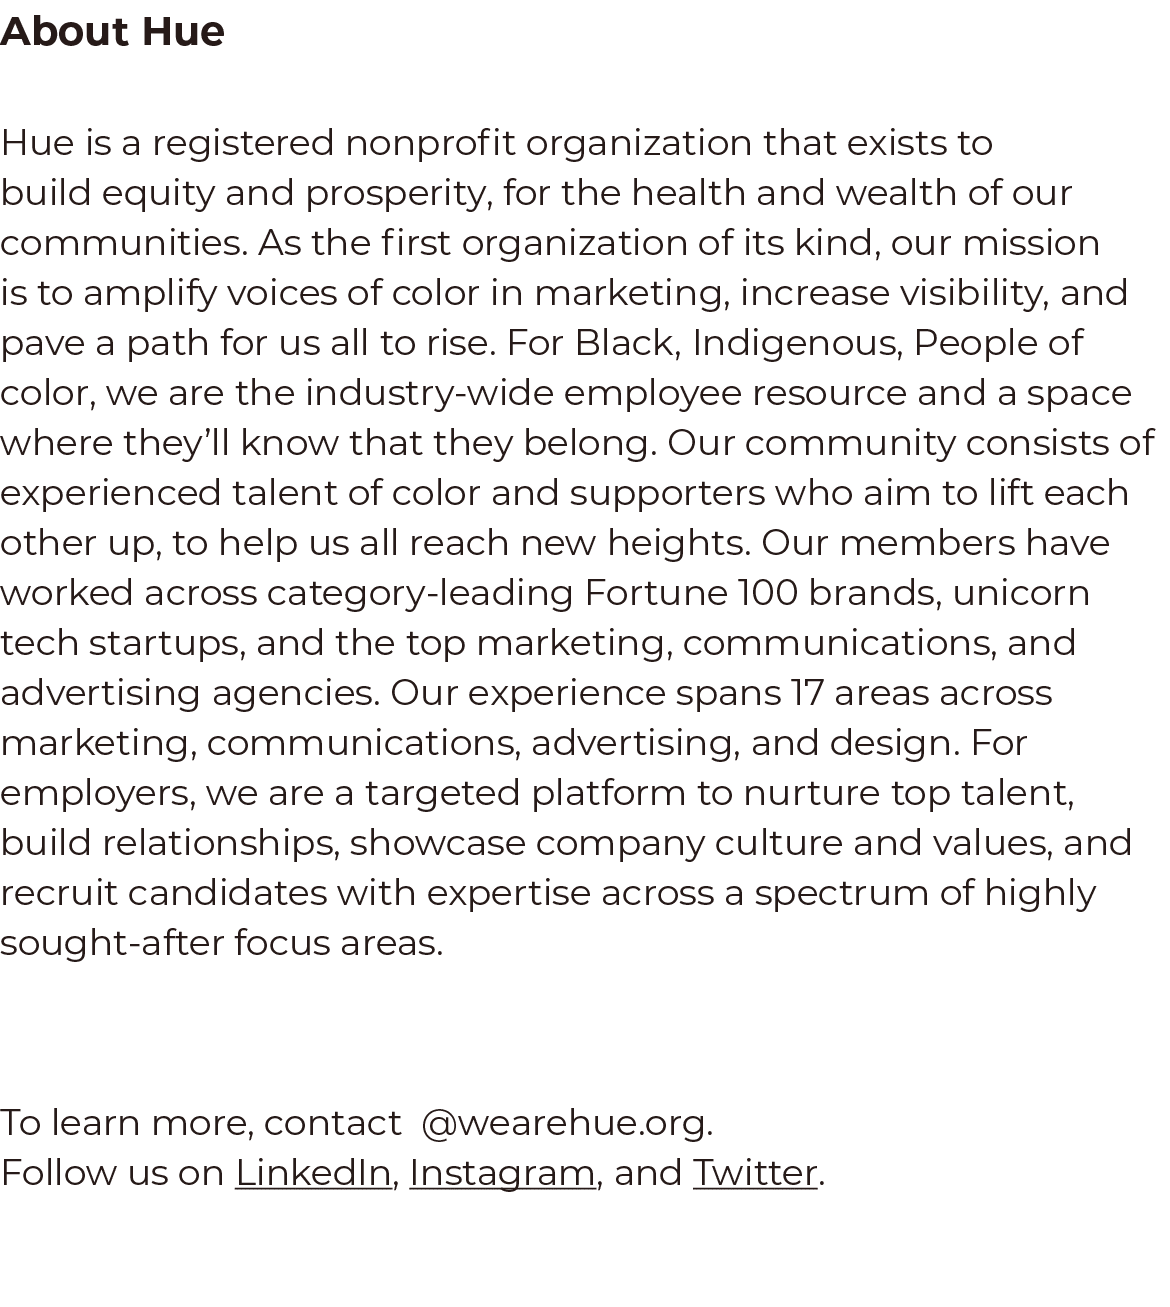 About Hue
Hue is a registered nonprofit organization that exists to
build equity and prosperity, for the health and wealth of our
communities. As the first organization of its kind, our mission
is to amplify voices of color in marketing, increase visibility, and
pave a path for us all to rise. For Black, Indigenous, People of
color, we are the industry-wide employee resource and a space
where they’ll know that they belong. Our community consists of
experienced talent of color and supporters who aim to lift each
other up, to help us all reach new heights. Our members have
worked across category-leading Fortune 100 brands, unicorn
tech startups, and the top marketing, communications, and
advertising agencies. Our experience spans 17 areas across
marketing, communications, advertising, and design. For
employers, we are a targeted platform to nurture top talent,
build relationships, showcase company culture and values, and
recruit candidates with expertise across a spectrum of highly
sought-after focus areas.
To learn more, contact  @wearehue.org.
Follow us on LinkedIn, Instagram, and Twitter.